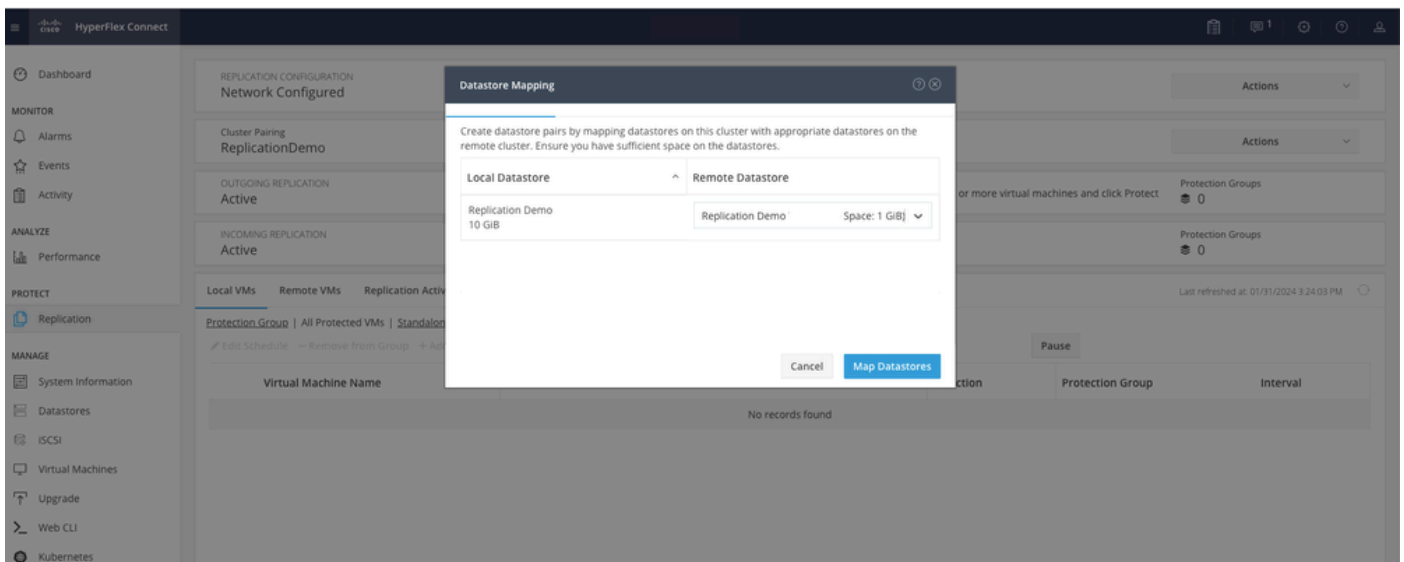 cisco HyperFlex Connect 1
Dashboard
MONITOR
Alarms
Events
Activity
ANALYZE
Performance
PROTECT
Replication
MANAGE
System Information
Datastores
iSCSI
Virtual Machines
Upgrade
Web CLI
Kubernetes
REPLICATION CONFIGURATION
Network Configured
Actions
Cluster Pairing
ReplicationDemo
Actions
OUTGOING REPLICATION
Active
or more virtual machines and click Protect
Protection Groups
0
INCOMING REPLICATION
Active
Protection Groups
0
Local VMs Remote VMs Replication Activ
Last refreshed at: 01/31/2024 3:24:03 PM
Protection Group | All Protected VMs | Standalon
Edit Schedule Remove from Group + Ad
Pause
Virtual Machine Name ction Protection Group Interval
No records found
Datastore Mapping
Create datastore pairs by mapping datastores on this cluster with appropriate datastores on the
remote cluster. Ensure you have sufficient space on the datastores.
Local Datastore Remote Datastore
Replication Demo
10 GiB
Replication Demo Space: 1 GiB)
Cancel Map Datastores